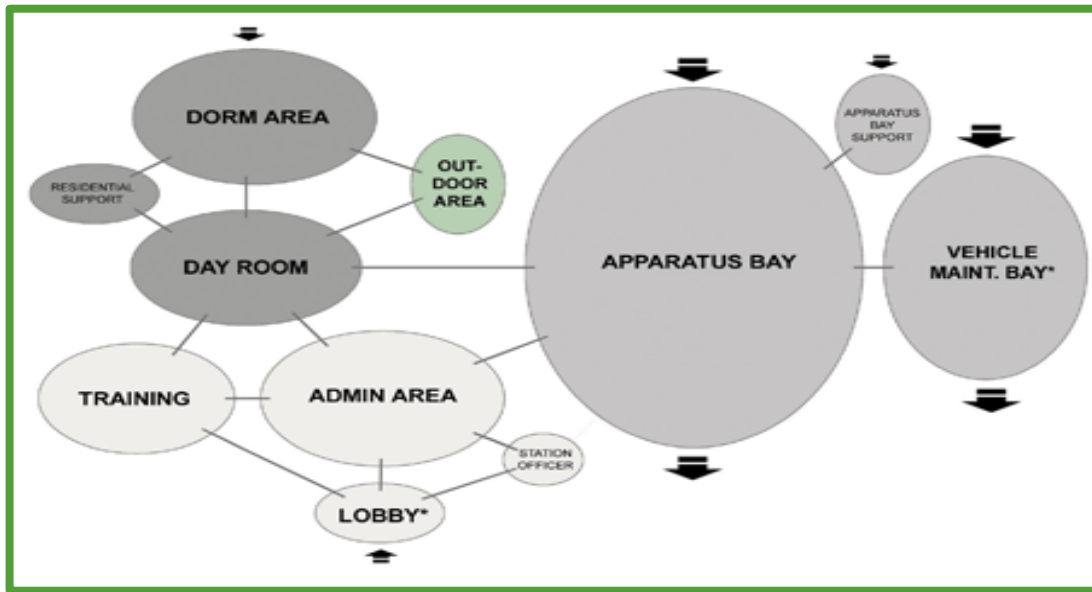 DORM AREA
RESIDENTIAL
SUPPORT
OUT-
DOOR
AREA
DAY ROOM
TRAINING
ADMIN AREA
STATION
OFFICER
LOBBY*
APPARATUS BAY
APPARATUS
BAY
SUPPORT
VEHICLE
MAINT. BAY*